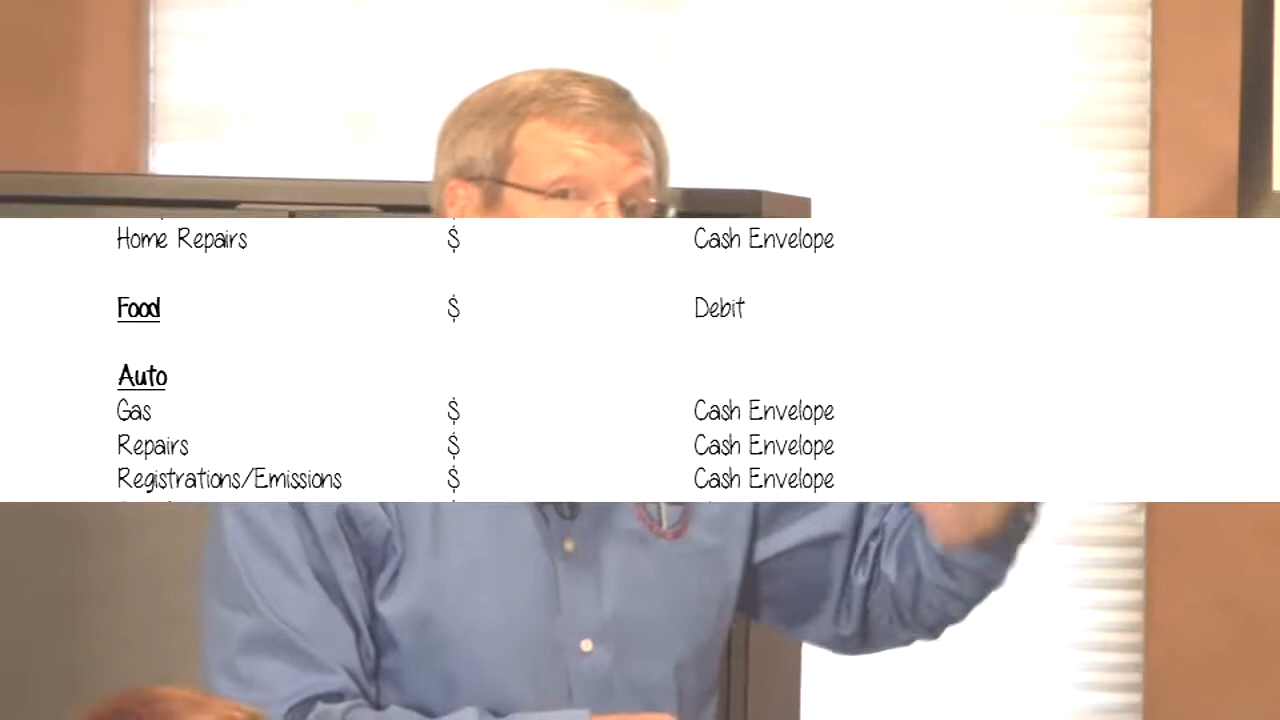 Home Repairs $ Cash Envelope
Food $ Debit
Auto
Gas $ Cash Envelope
Repairs $ Cash Envelope
Registrations/Emissions $ Cash Envelope